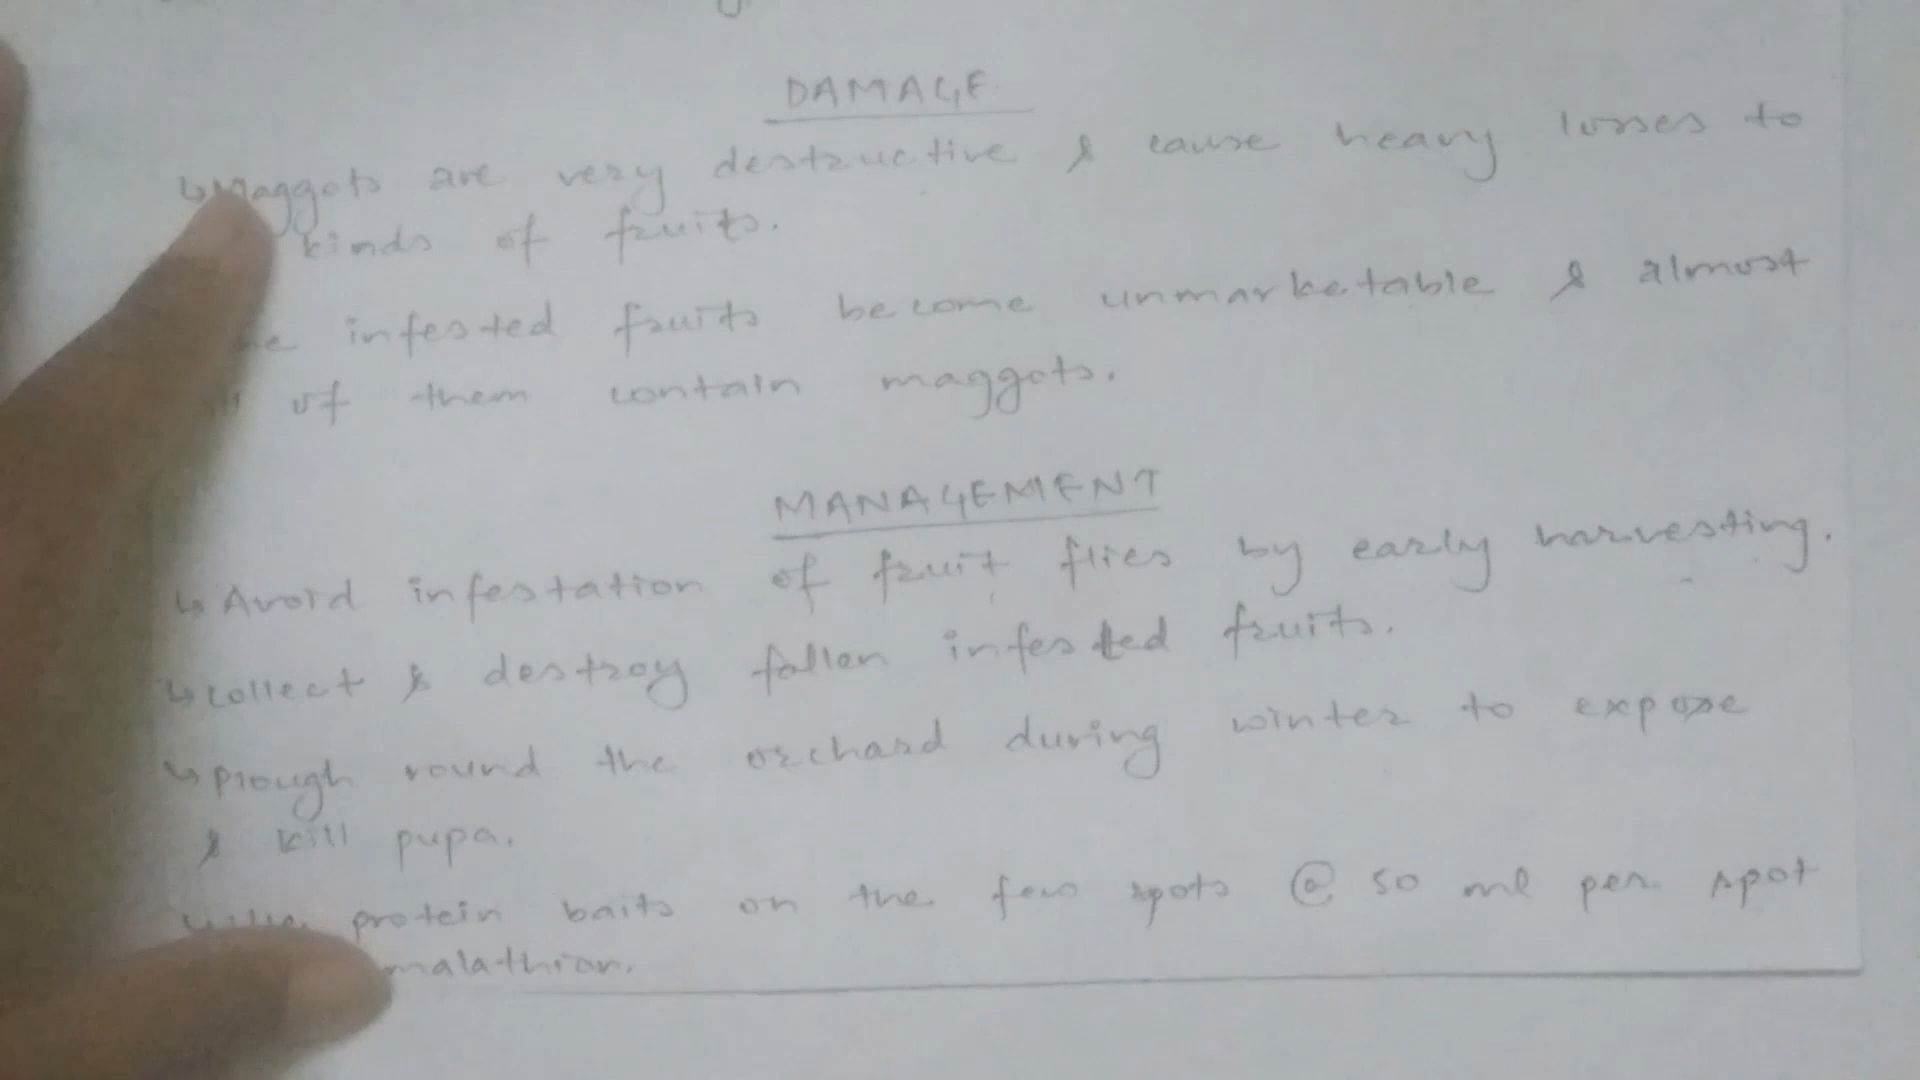 DAMAGE
↳ Maggots are very destructive & cause heavy losses to
kinds of fruits.
infested fruits become unmarketable & almost
of them contain maggots.
MANAGEMENT
↳ Avoid infestation of fruit flies by early harvesting.
↳ collect & destroy fallen infested fruits.
↳ plough round the orchard during winter to expose
& kill pupa.
↳ protein baits on the few spots @ 50 ml per spot
malathion.